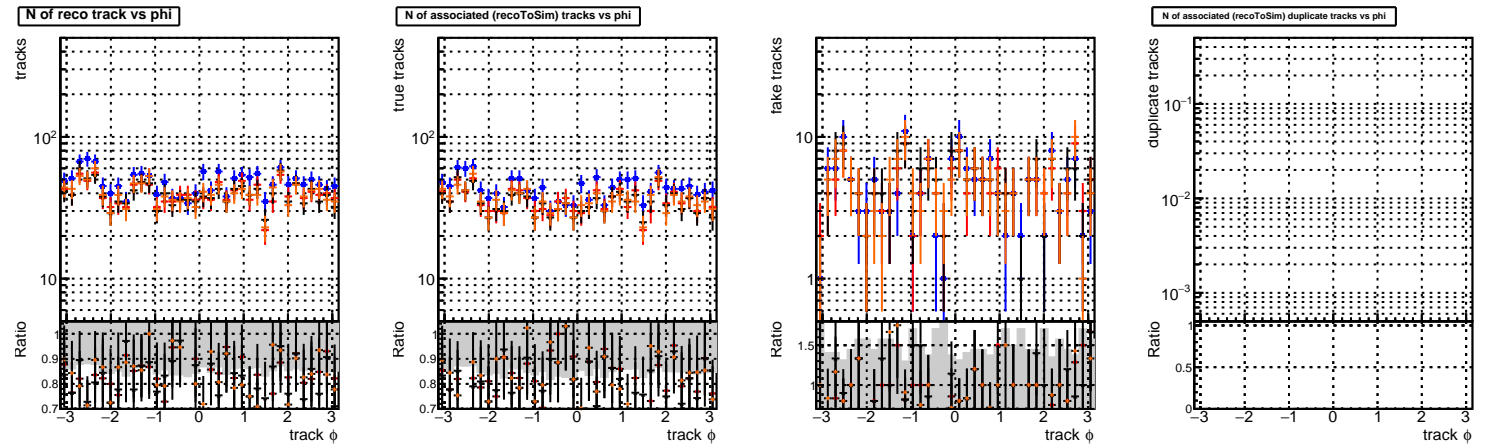 N of reco track vs phi
tracks
10²
10
Ratio
1
0.9
0.8
0.7
−3 −2 −1 0 1 2 3
track ϕ
N of associated (recoToSim) tracks vs phi
true tracks
10²
10
Ratio
1
0.9
0.8
0.7
−3 −2 −1 0 1 2 3
track ϕ
fake tracks
10
1
Ratio
1.5
1
−3 −2 −1 0 1 2 3
track ϕ
N of associated (recoToSim) duplicate tracks vs phi
duplicate tracks
10⁻¹
10⁻²
10⁻³
Ratio
1
0.5
0
−3 −2 −1 0 1 2 3
track ϕ